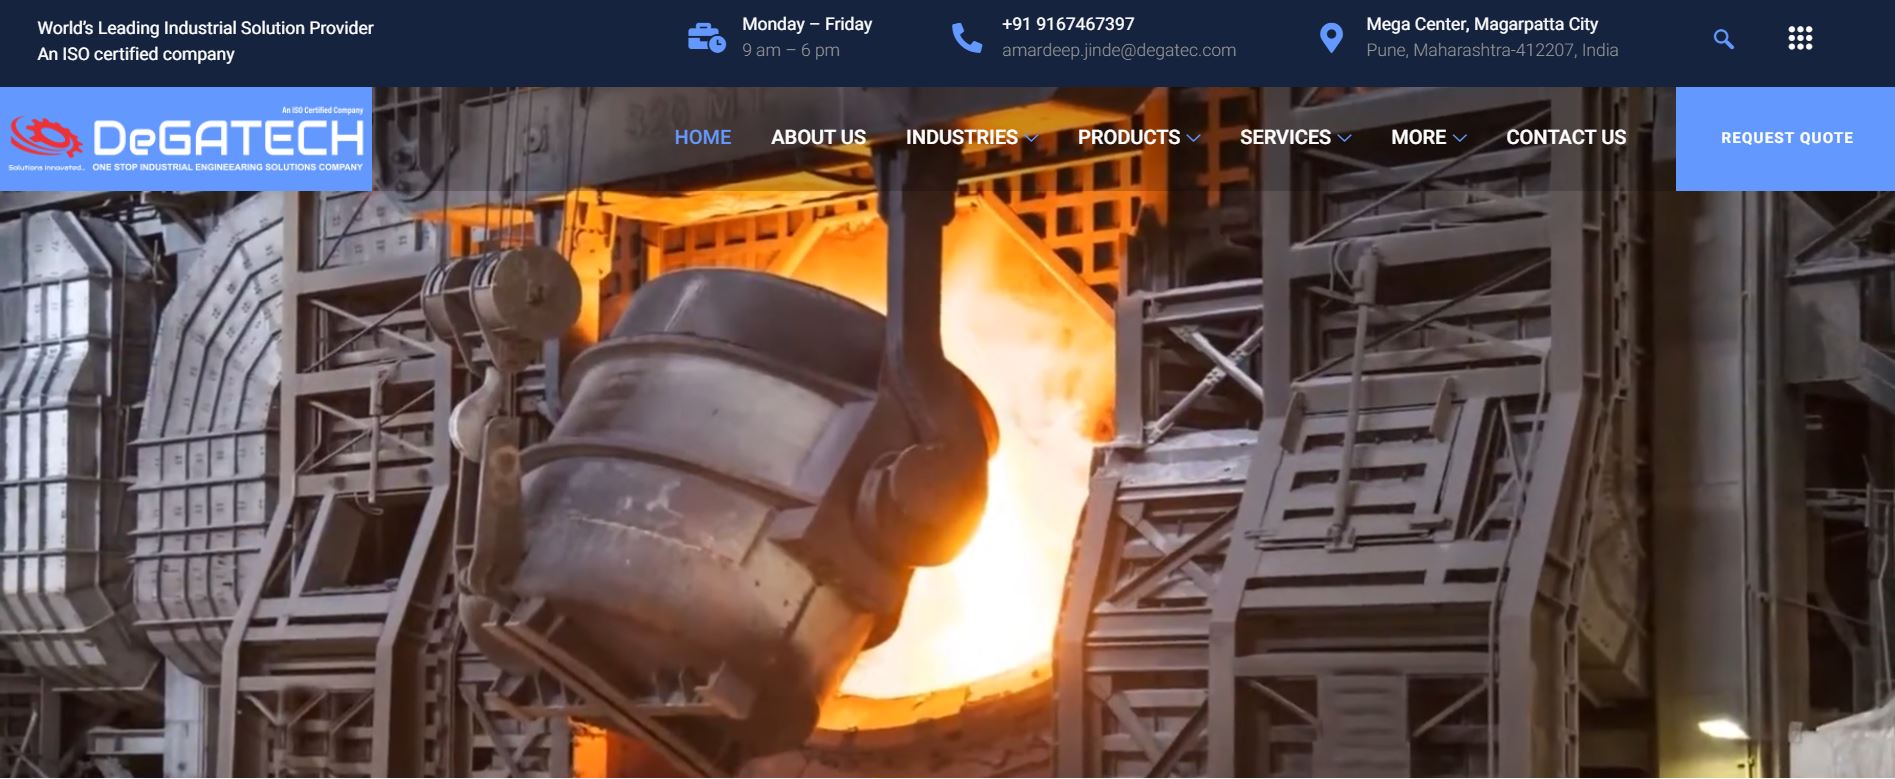 World's Leading Industrial Solution Provider
An ISO certified company
Monday – Friday
9 am – 6 pm
+91 9167467397
amardeep.jinde@degatec.com
Mega Center, Magarpatta City
Pune, Maharashtra-412207, India
An ISO Certified Company
DeGATECH
Solutions Innovated..
ONE STOP INDUSTRIAL ENGINEEARING SOLUTIONS COMPANY
HOME ABOUT US INDUSTRIES PRODUCTS SERVICES MORE CONTACT US
REQUEST QUOTE